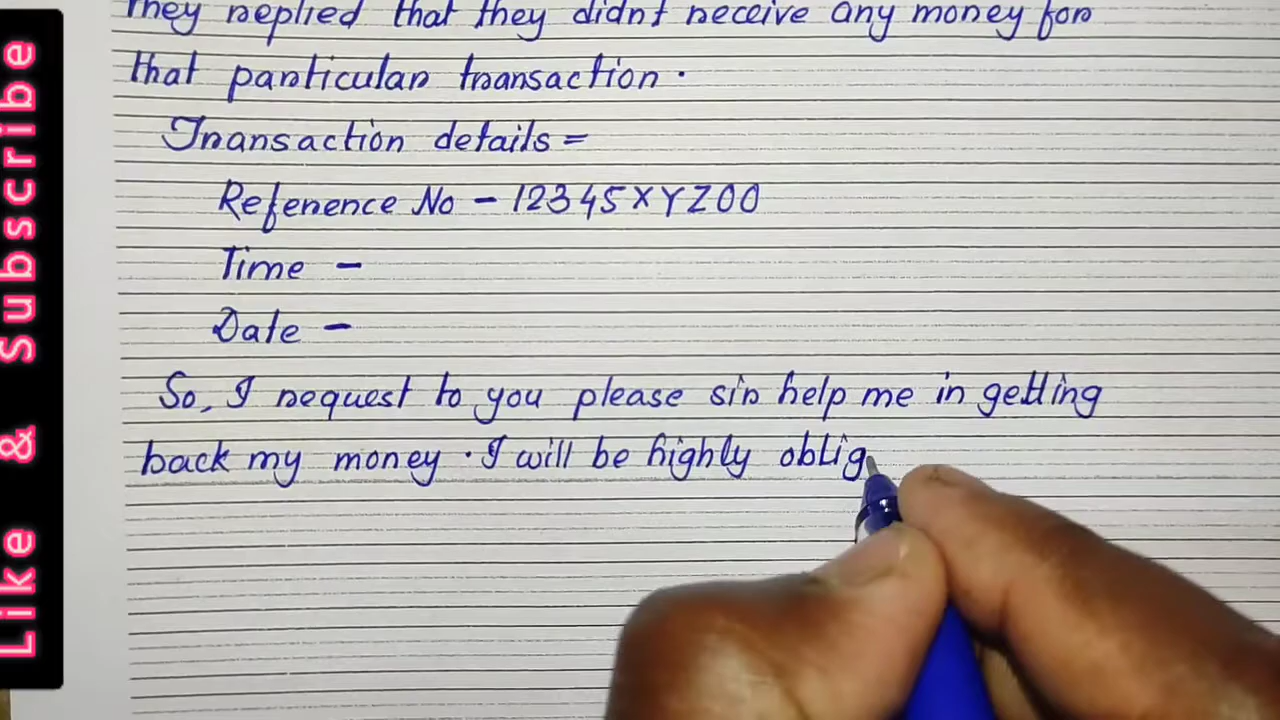 They replied that they didnt receive any money for
that particular transaction.
Transaction details =
Reference No - 12345XYZ00
Time -
Date -
So, I request to you please sir help me in getting
back my money. I will be highly oblig
Like & Subscribe